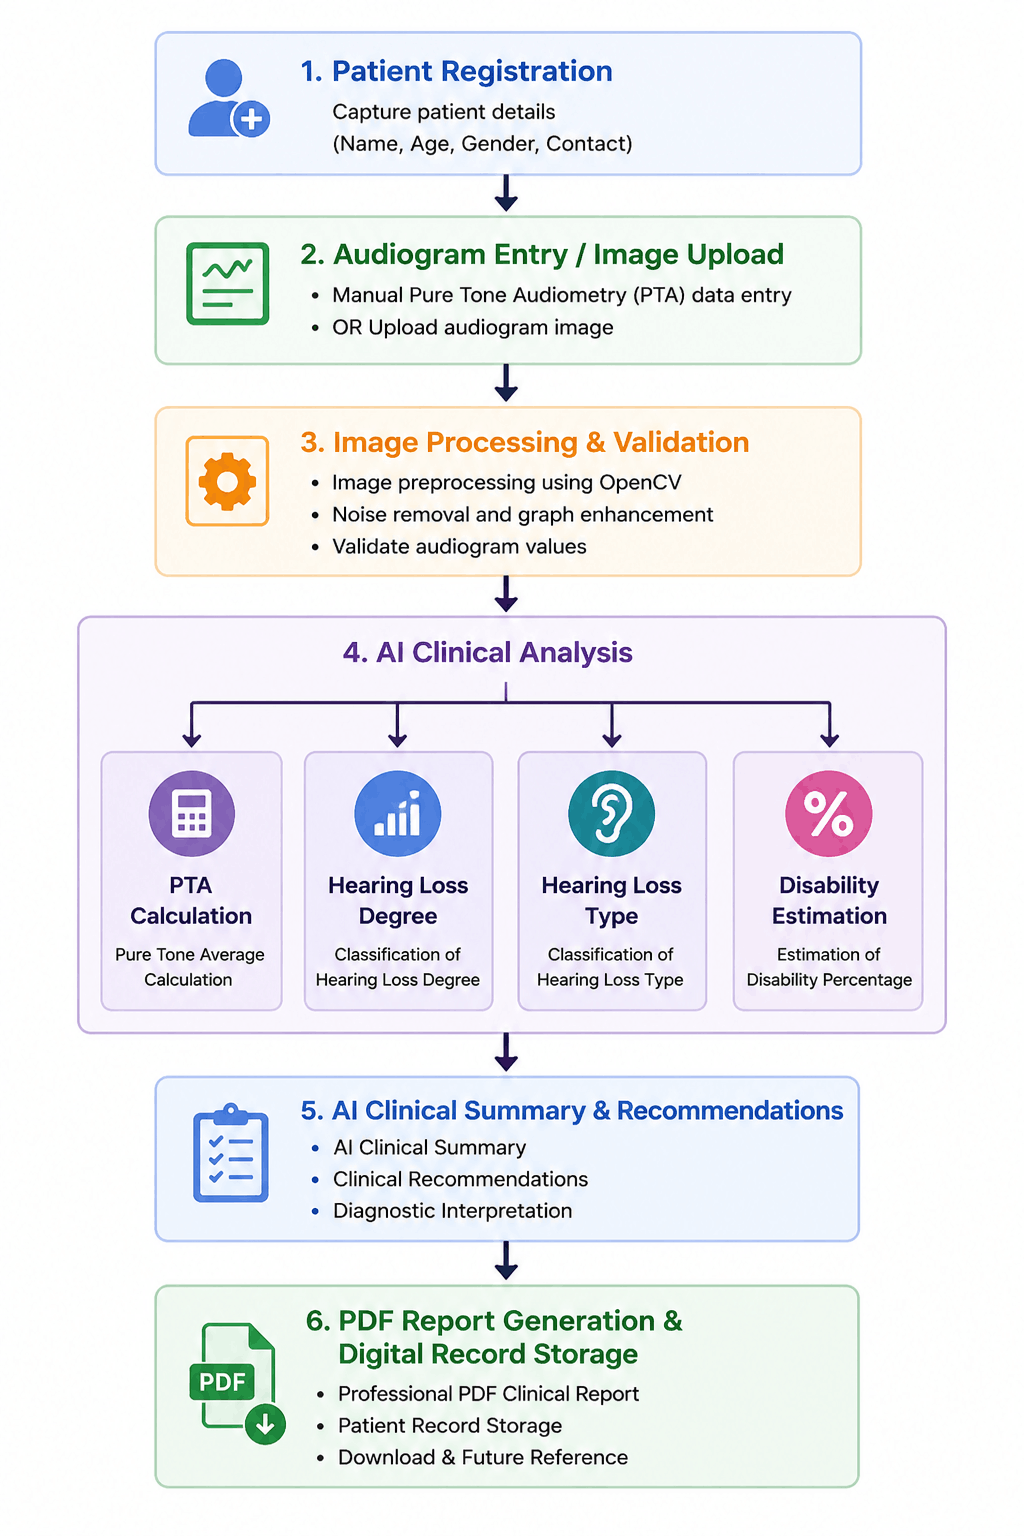 1. Patient Registration
Capture patient details
(Name, Age, Gender, Contact)
2. Audiogram Entry / Image Upload
• Manual Pure Tone Audiometry (PTA) data entry
• OR Upload audiogram image
3. Image Processing & Validation
• Image preprocessing using OpenCV
• Noise removal and graph enhancement
• Validate audiogram values
4. AI Clinical Analysis
PTA
Calculation
Pure Tone Average
Calculation
Hearing Loss
Degree
Classification of
Hearing Loss Degree
Hearing Loss
Type
Classification of
Hearing Loss Type
%
Disability
Estimation
Estimation of
Disability Percentage
5. AI Clinical Summary & Recommendations
• AI Clinical Summary
• Clinical Recommendations
• Diagnostic Interpretation
PDF
6. PDF Report Generation &
Digital Record Storage
• Professional PDF Clinical Report
• Patient Record Storage
• Download & Future Reference